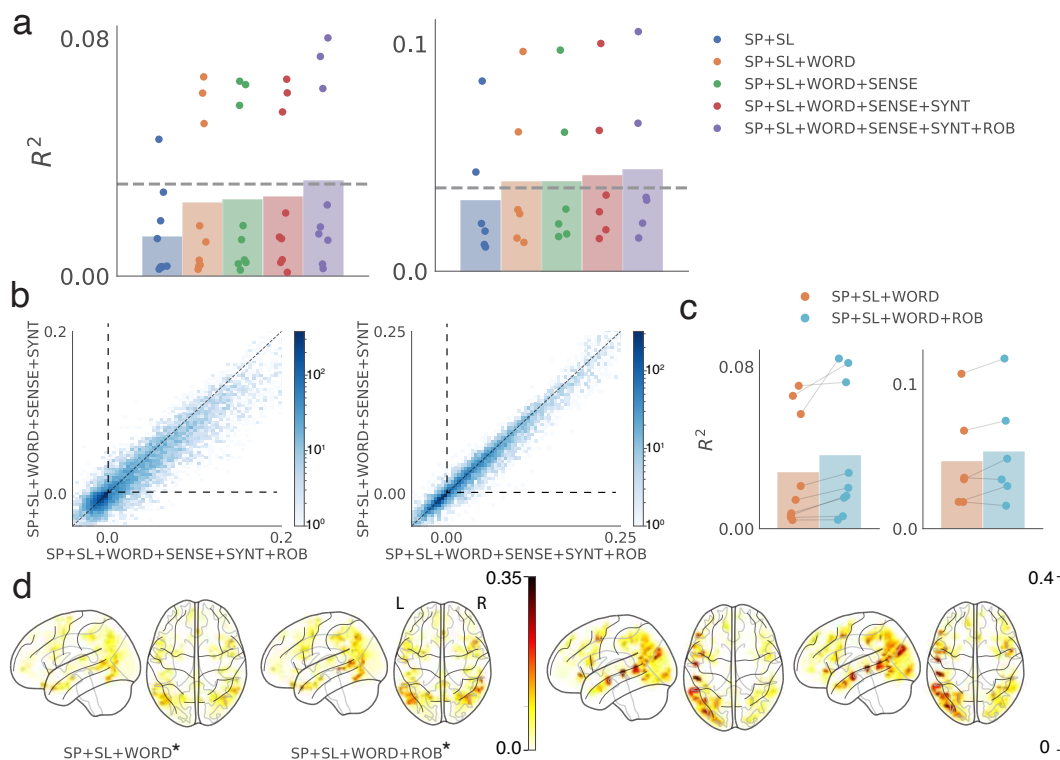 a
0.08
R²
0.00
0.1
0.0
SP+SL
SP+SL+WORD
SP+SL+WORD+SENSE
SP+SL+WORD+SENSE+SYNT
SP+SL+WORD+SENSE+SYNT+ROB
b
SP+SL+WORD+SENSE+SYNT
0.2
0.0
0.0
0.2
SP+SL+WORD+SENSE+SYNT+ROB
10²
10¹
10⁰
SP+SL+WORD+SENSE+SYNT
0.25
0.00
0.00
0.25
SP+SL+WORD+SENSE+SYNT+ROB
10²
10¹
10⁰
c
SP+SL+WORD
SP+SL+WORD+ROB
0.08
R²
0.00
0.1
0.0
d
L
R
0.35
0.0
0.4
0
SP+SL+WORD*
SP+SL+WORD+ROB*